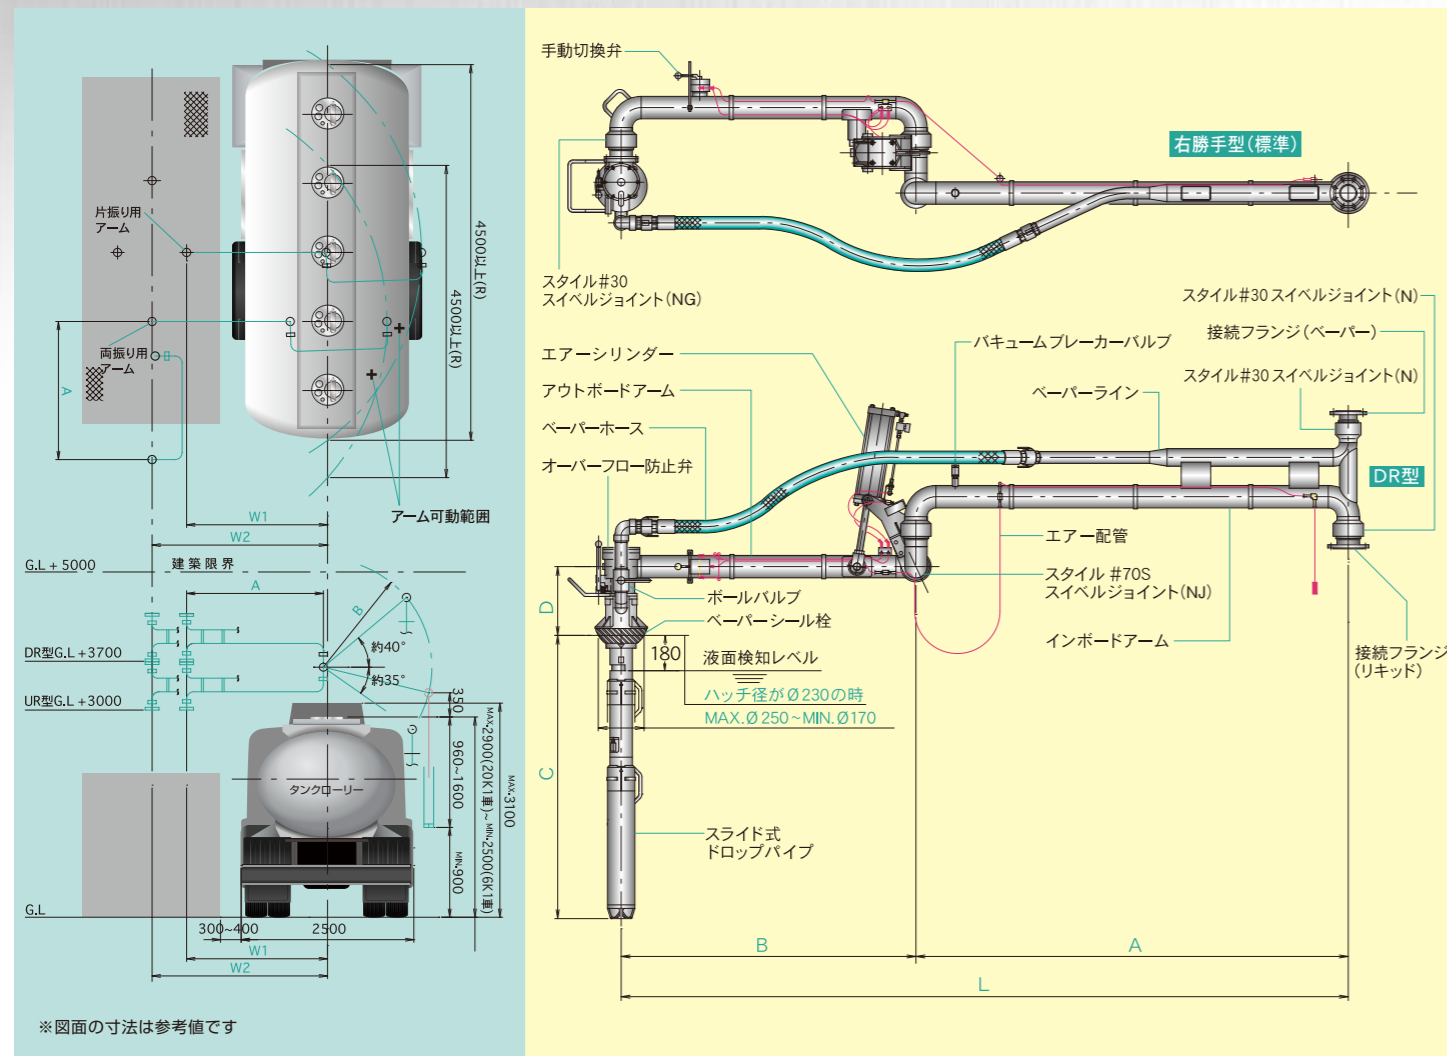 片振り用
アーム
両振り用
アーム
A
4500以上(R)
4500以上(R)
アーム可動範囲
W1
W2
G.L + 5000
建築限界
A
B
約40°
約35°
DR型G.L +3700
UR型G.L +3000
350
960~1600
MIN.900
MAX.2900(20K1車)~MIN.2500(6K1車)
MAX.3100
タンクローリー
G.L
300~400
2500
W1
W2
※図面の寸法は参考値です
手動切換弁
右勝手型(標準)
スタイル#30
スイベルジョイント(NG)
スタイル#30 スイベルジョイント(N)
接続フランジ(ベーパー)
スタイル#30 スイベルジョイント(N)
エアーシリンダー
バキュームブレーカーバルブ
アウトボードアーム
ベーパーライン
ベーパーホース
オーバーフロー防止弁
DR型
エアー配管
スタイル #70S
スイベルジョイント(NJ)
ボールバルブ
ベーパーシール栓
インボードアーム
接続フランジ
(リキッド)
D
180
液面検知レベル
ハッチ径がØ230の時
MAX.Ø250~MIN.Ø170
C
スライド式
ドロップパイプ
B
A
L